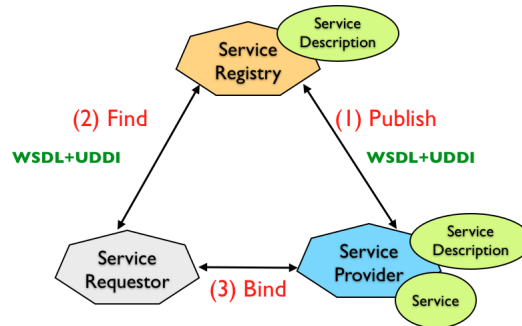 Service
Description
Service
Registry
(2) Find
(1) Publish
WSDL+UDDI
WSDL+UDDI
Service
Requestor
(3) Bind
Service
Provider
Service
Description
Service